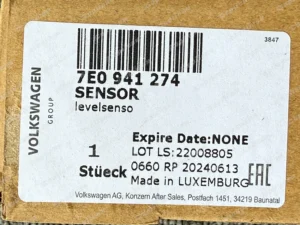 3847
VOLKSWAGEN
GROUP
7E0 941 274
SENSOR
levelsenso
Expire Date:NONE
LOT LS:22008805
1
Stüeck
0660 RP 20240613
Made in LUXEMBURG
EAC
Volkswagen AG, Konzern After Sales, Postfach 1451, 34219 Baunatal